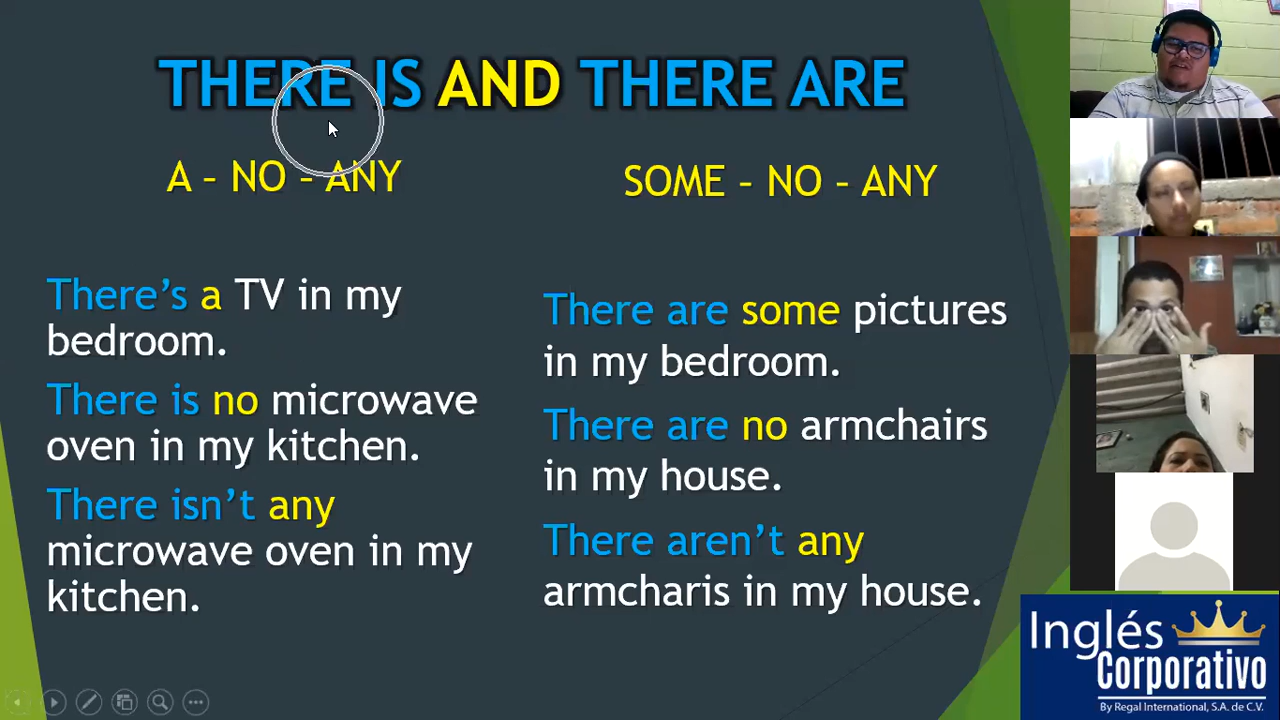 THERE IS AND THERE ARE
A – NO – ANY
There's a TV in my
bedroom.
There is no microwave
oven in my kitchen.
There isn't any
microwave oven in my
kitchen.
SOME – NO – ANY
There are some pictures
in my bedroom.
There are no armchairs
in my house.
There aren't any
armcharis in my house.
Inglés
Corporativo
By Regal International, S.A. de C.V.